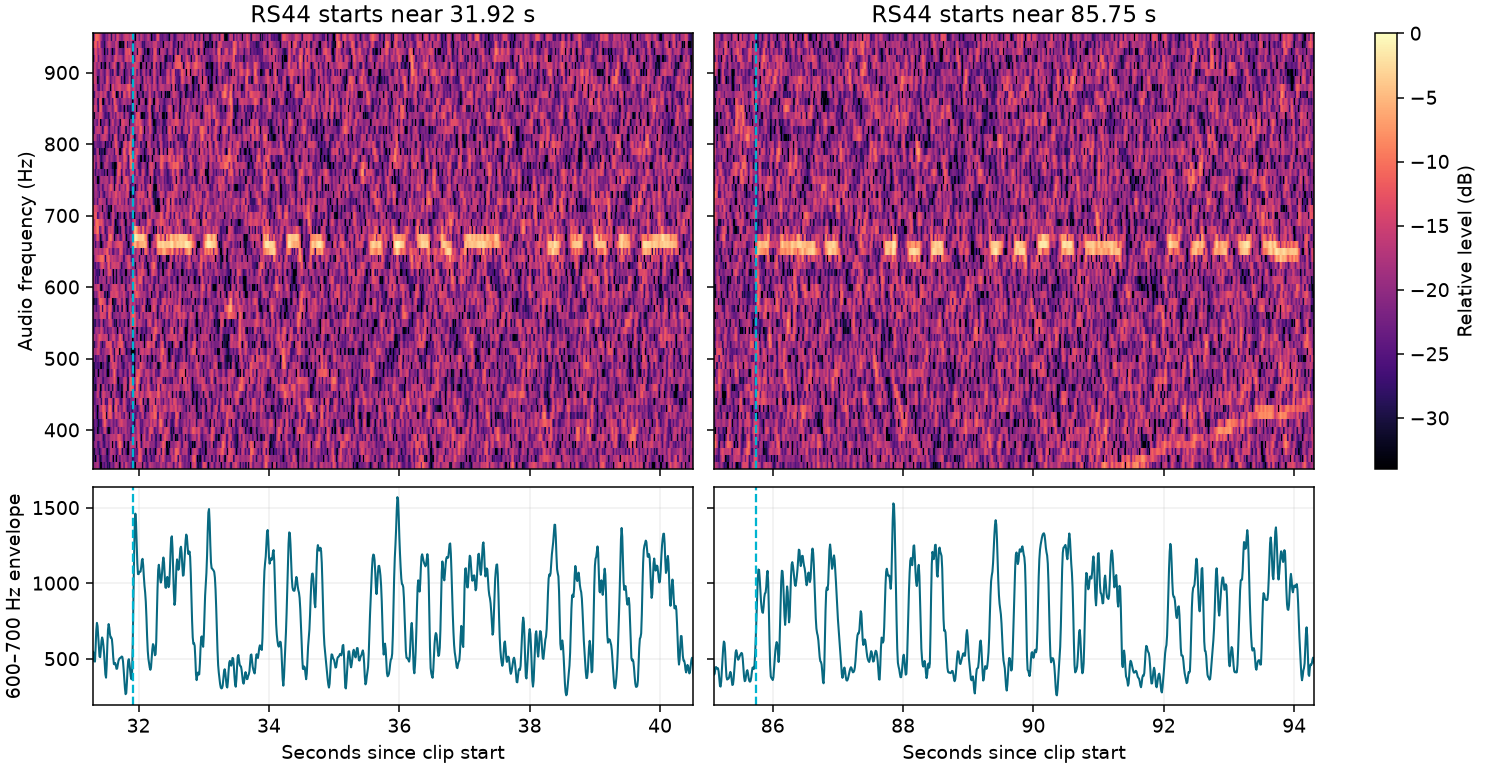 RS44 starts near 31.92 s
RS44 starts near 85.75 s
Audio frequency (Hz)
900
800
700
600
500
400
0
−5
−10
−15
−20
−25
−30
Relative level (dB)
600–700 Hz envelope
1500
1000
500
32 34 36 38 40
86 88 90 92 94
Seconds since clip start
Seconds since clip start